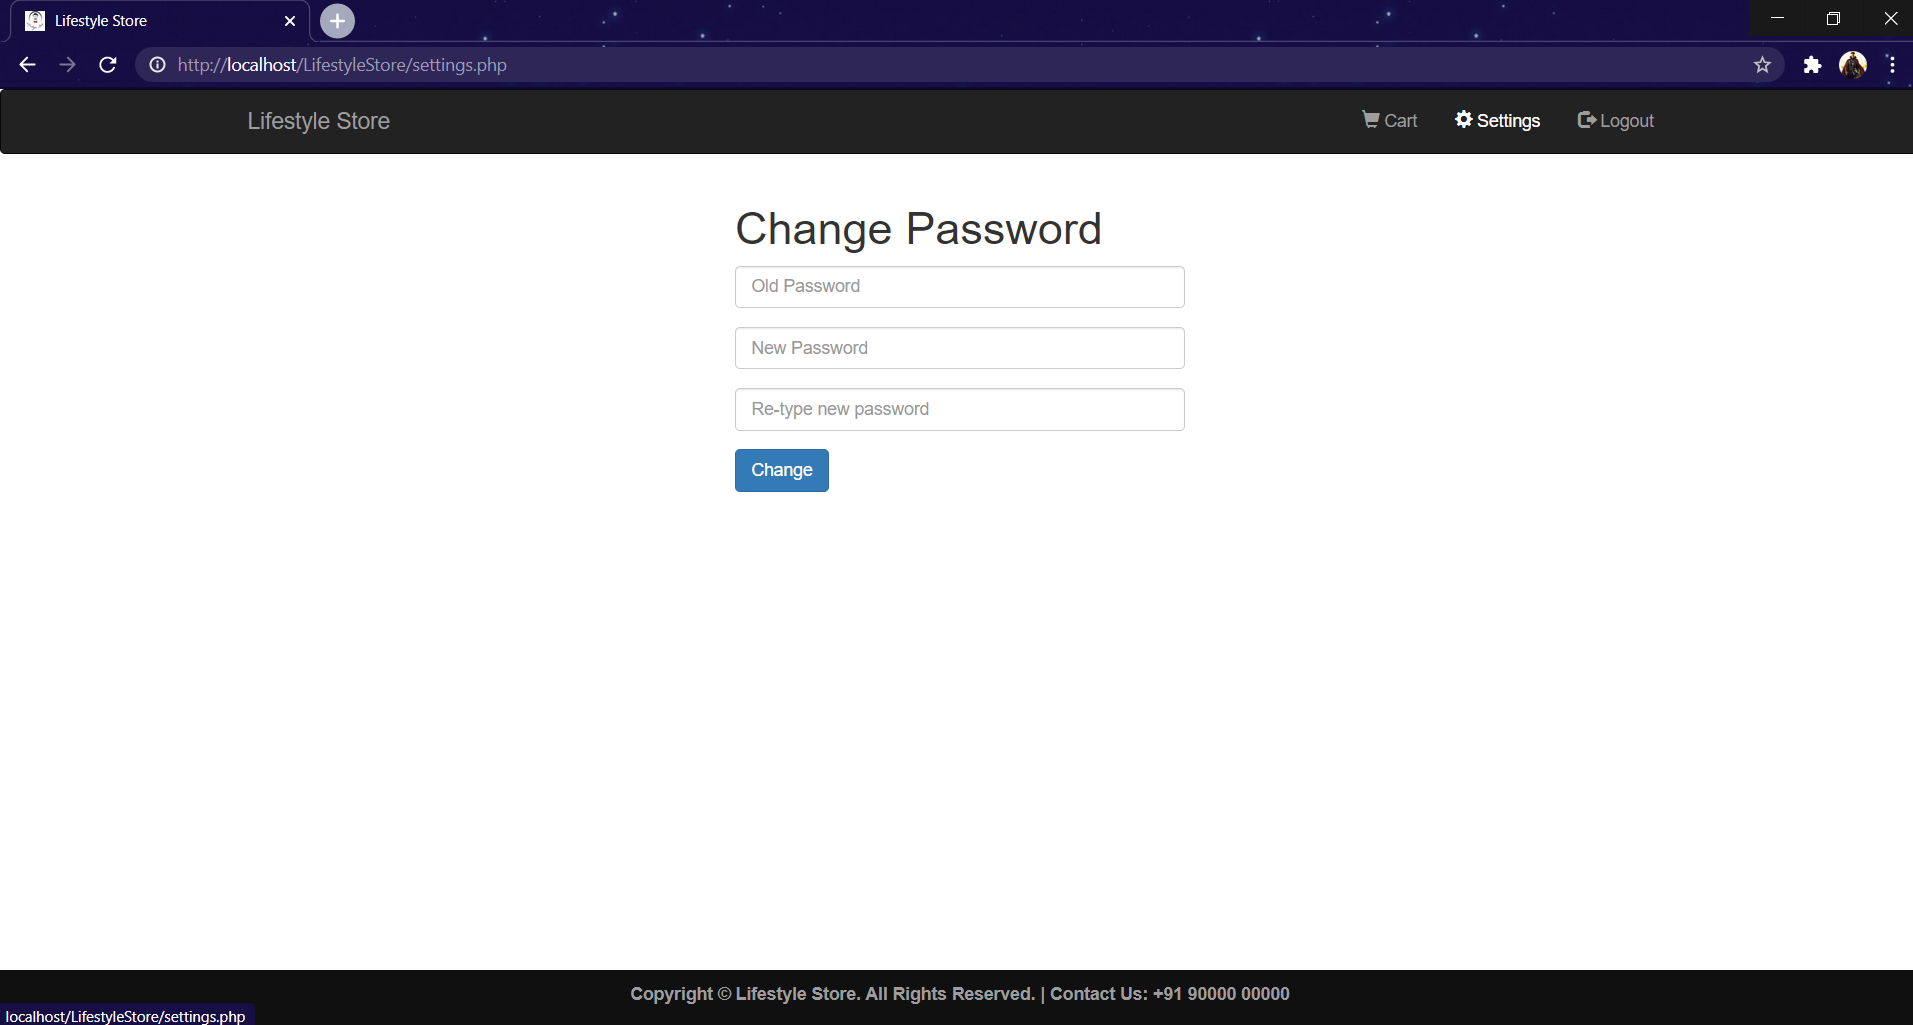 Lifestyle Store
http://localhost/LifestyleStore/settings.php
Lifestyle Store
Cart
Settings
Logout
Change Password
Old Password
New Password
Re-type new password
Change
Copyright © Lifestyle Store. All Rights Reserved. | Contact Us: +91 90000 00000
localhost/LifestyleStore/settings.php